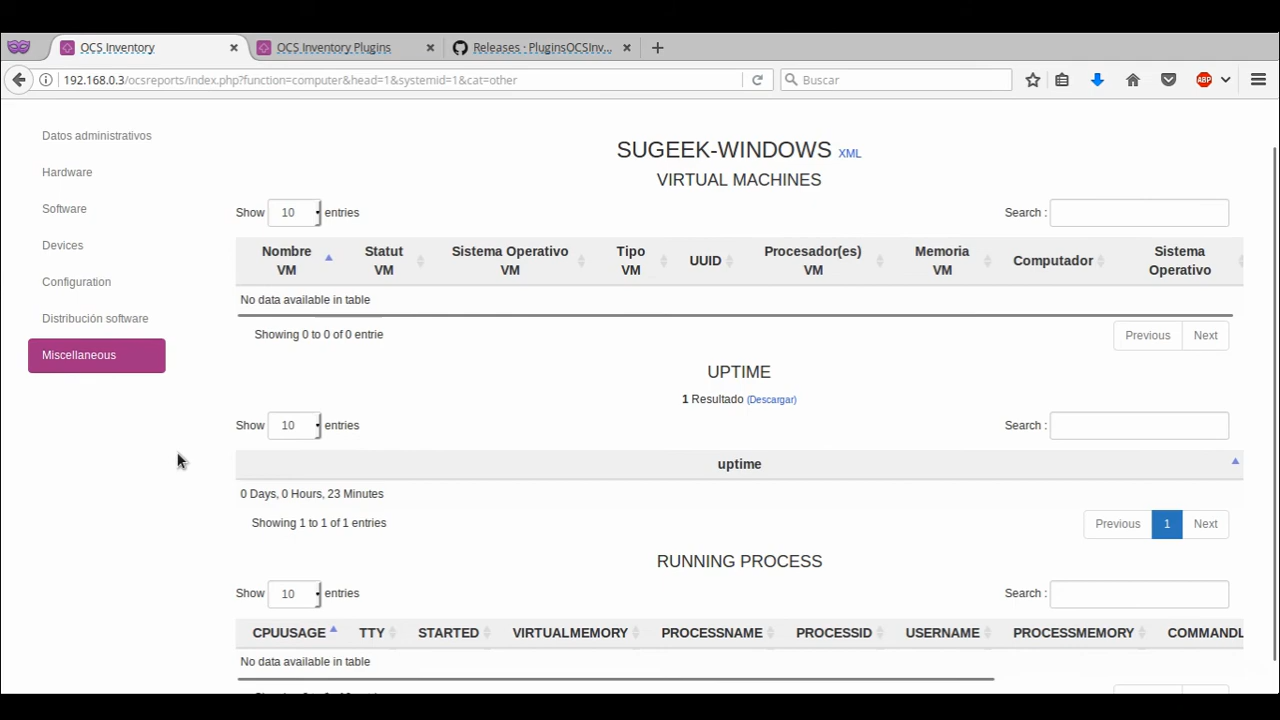 OCS Inventory
OCS Inventory Plugins
Releases · PluginsOCSInv...
192.168.0.3/ocsreports/index.php?function=computer&head=1&systemid=1&cat=other
Buscar
ABP
Datos administrativos
Hardware
Software
Devices
Configuration
Distribución software
Miscellaneous
SUGEEK-WINDOWS XML
VIRTUAL MACHINES
Show 10 entries
Search :
Nombre VM
Statut VM
Sistema Operativo VM
Tipo VM
UUID
Procesador(es) VM
Memoria VM
Computador
Sistema Operativo
No data available in table
Showing 0 to 0 of 0 entrie
Previous Next
UPTIME
1 Resultado (Descargar)
Show 10 entries
Search :
uptime
0 Days, 0 Hours, 23 Minutes
Showing 1 to 1 of 1 entries
Previous 1 Next
RUNNING PROCESS
Show 10 entries
Search :
CPUUSAGE TTY STARTED VIRTUALMEMORY PROCESSNAME PROCESSID USERNAME PROCESSMEMORY COMMANDL
No data available in table